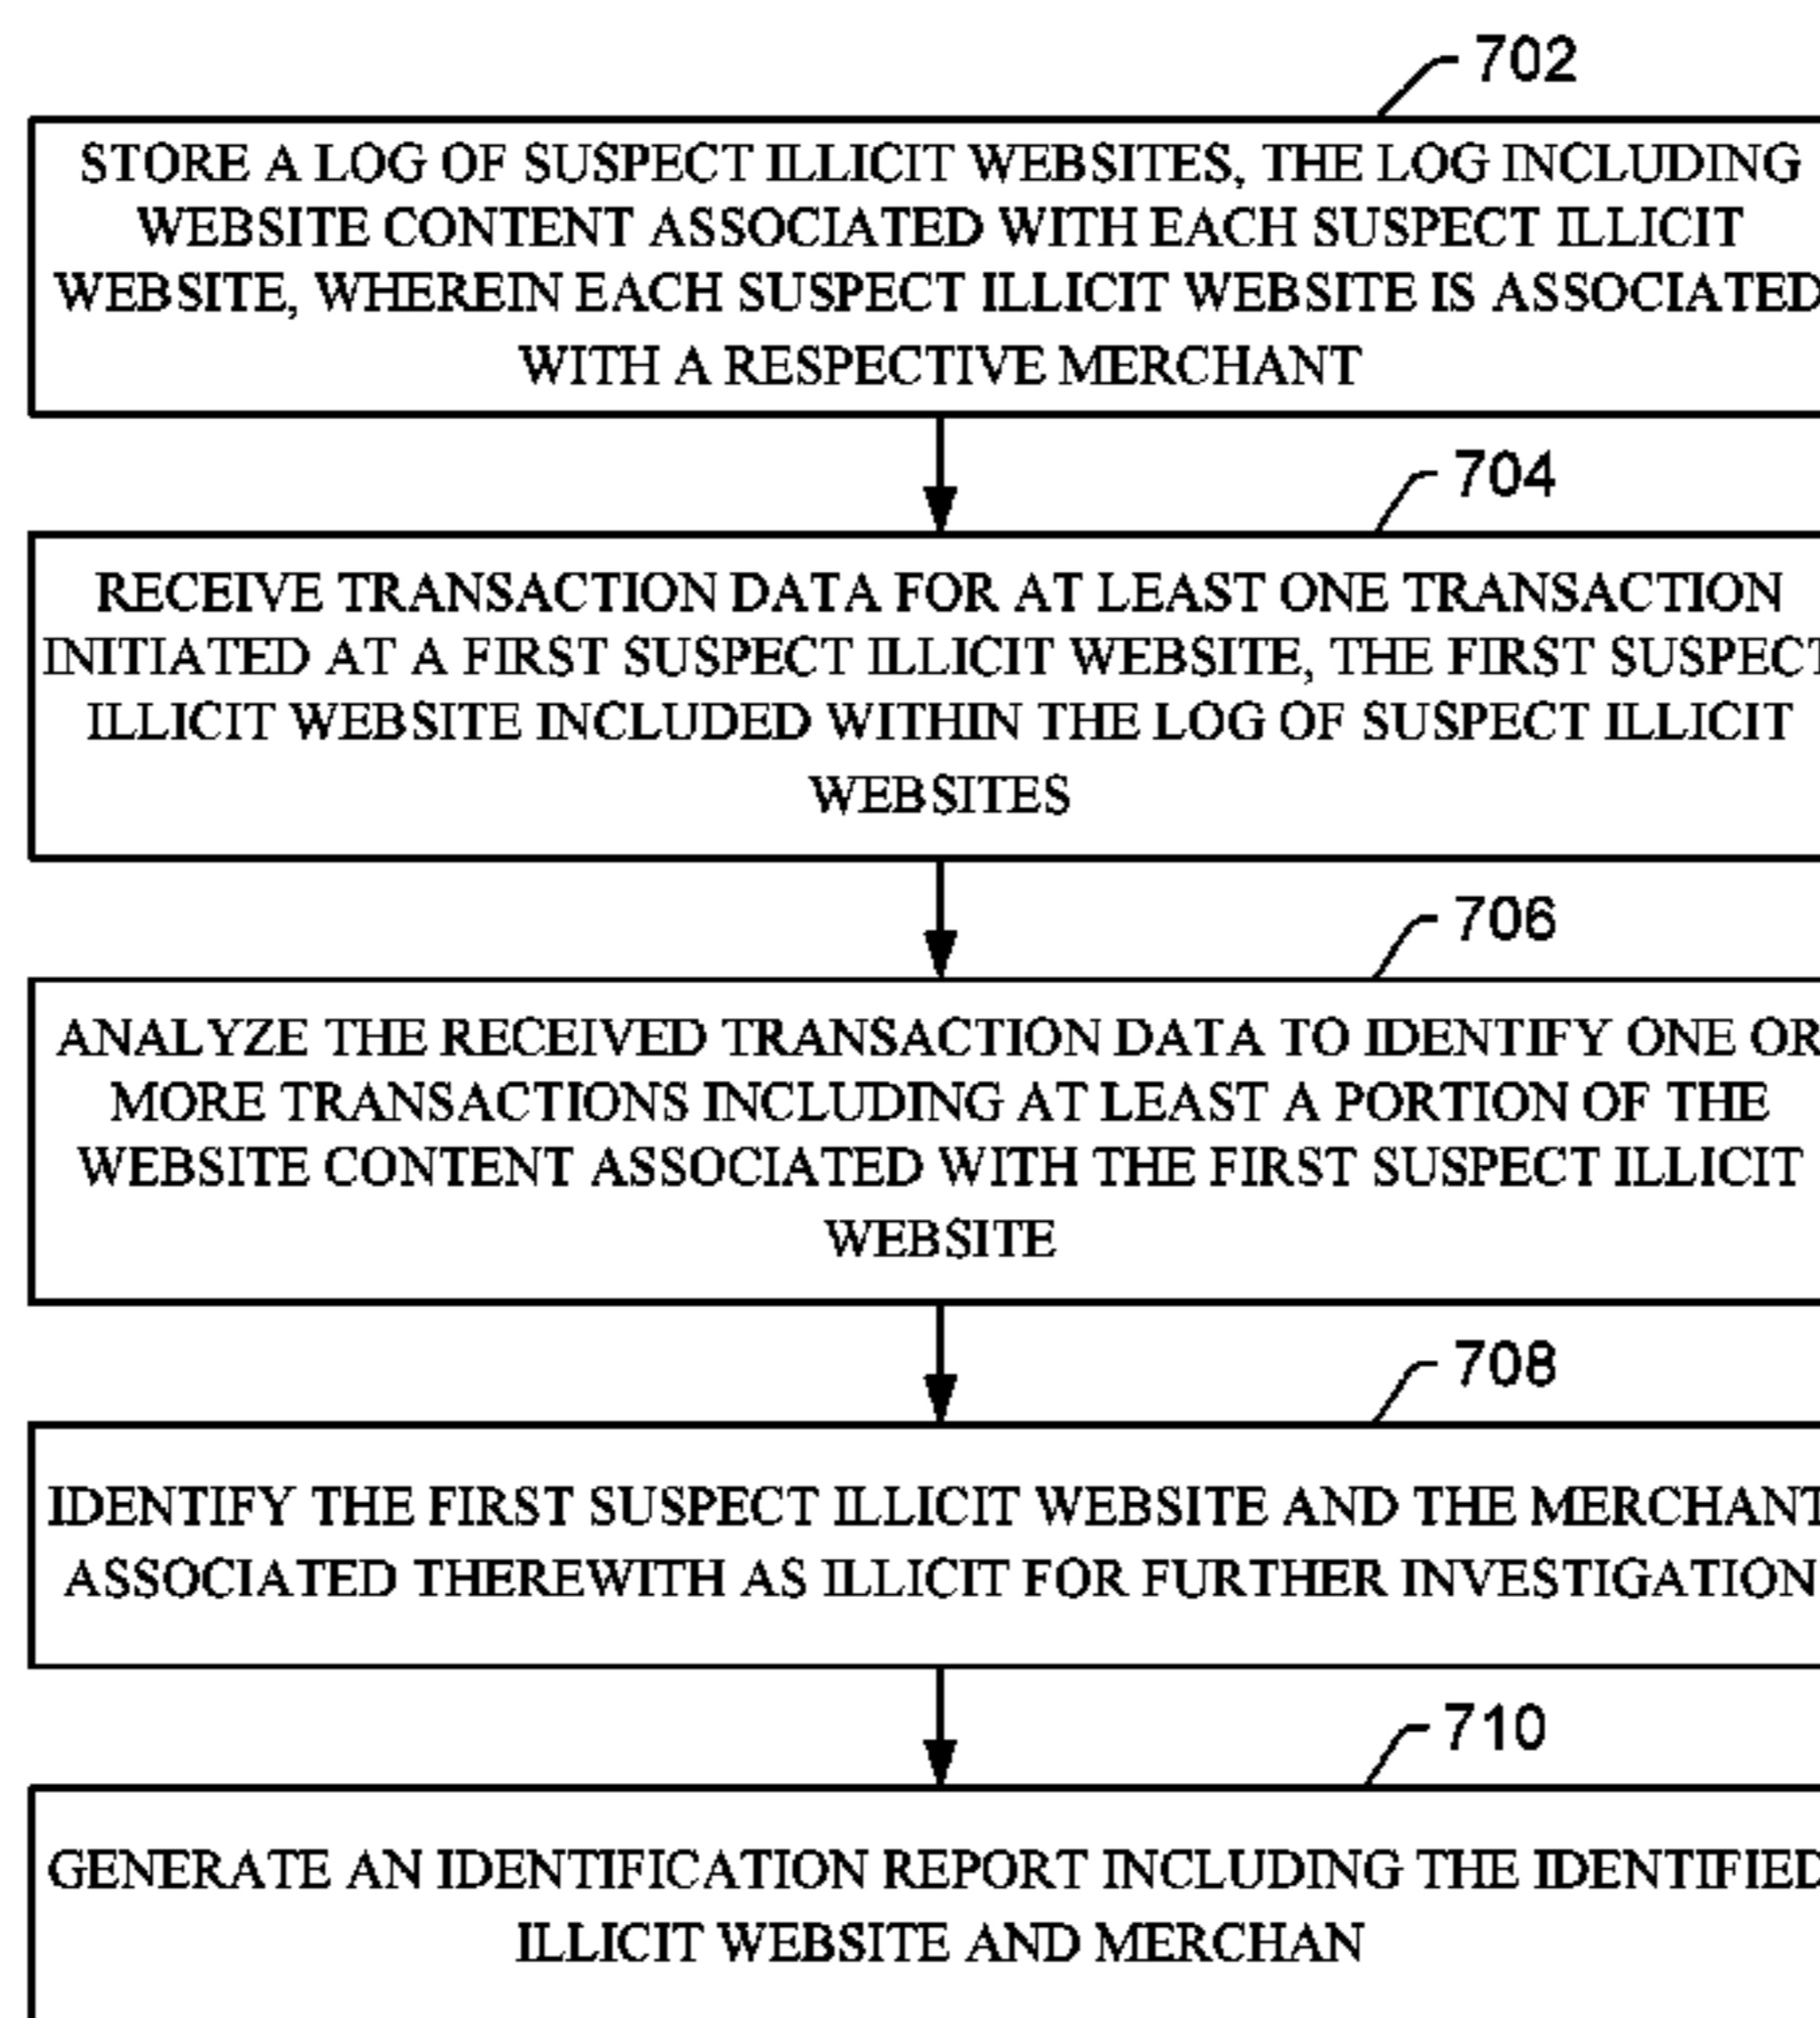 702
STORE A LOG OF SUSPECT ILLICIT WEBSITES, THE LOG INCLUDING
WEBSITE CONTENT ASSOCIATED WITH EACH SUSPECT ILLICIT
WEBSITE, WHEREIN EACH SUSPECT ILLICIT WEBSITE IS ASSOCIATED
WITH A RESPECTIVE MERCHANT
704
RECEIVE TRANSACTION DATA FOR AT LEAST ONE TRANSACTION
INITIATED AT A FIRST SUSPECT ILLICIT WEBSITE, THE FIRST SUSPECT
ILLICIT WEBSITE INCLUDED WITHIN THE LOG OF SUSPECT ILLICIT
WEBSITES
706
ANALYZE THE RECEIVED TRANSACTION DATA TO IDENTIFY ONE OR
MORE TRANSACTIONS INCLUDING AT LEAST A PORTION OF THE
WEBSITE CONTENT ASSOCIATED WITH THE FIRST SUSPECT ILLICIT
WEBSITE
708
IDENTIFY THE FIRST SUSPECT ILLICIT WEBSITE AND THE MERCHANT
ASSOCIATED THEREWITH AS ILLICIT FOR FURTHER INVESTIGATION
710
GENERATE AN IDENTIFICATION REPORT INCLUDING THE IDENTIFIED
ILLICIT WEBSITE AND MERCHAN